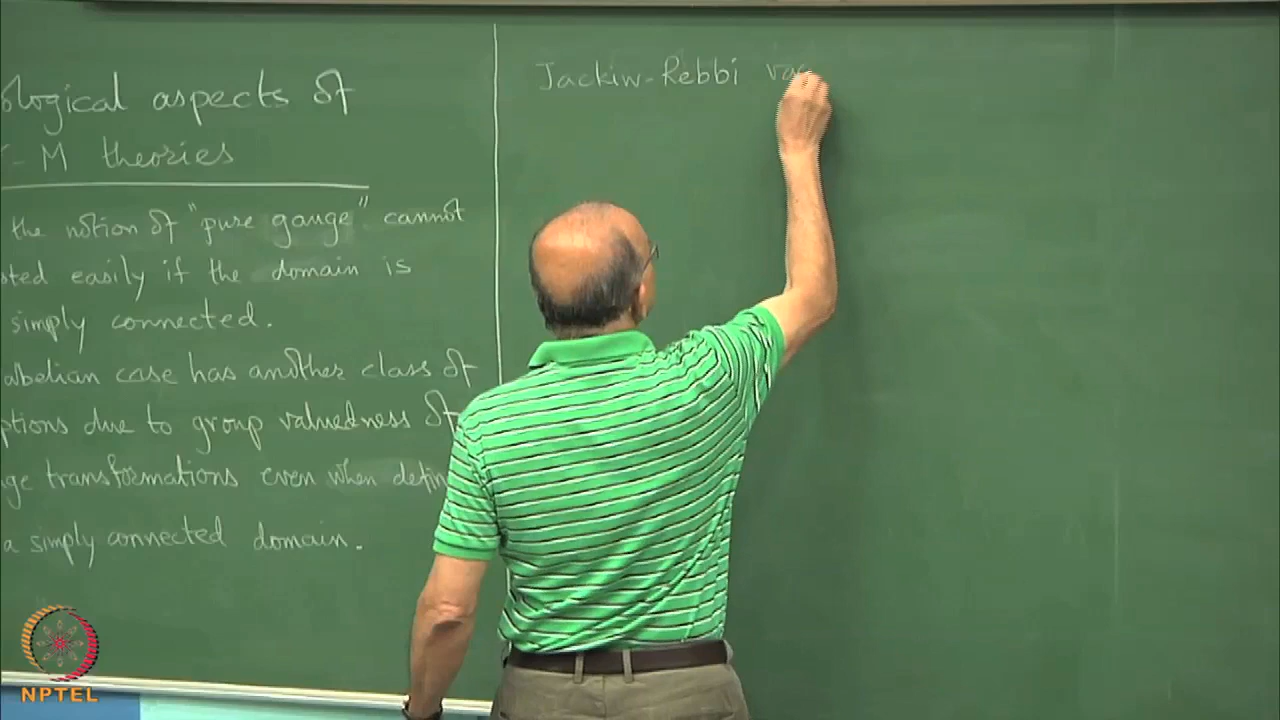 ological aspects of
- M theories
the notion of "pure gauge" cannot
ted easily if the domain is
simply connected.
abelian case has another class of
ptions due to group valuedness of
ge transformations even when defin
a simply connected domain.
Jackiw-Rebbi vac
NPTEL